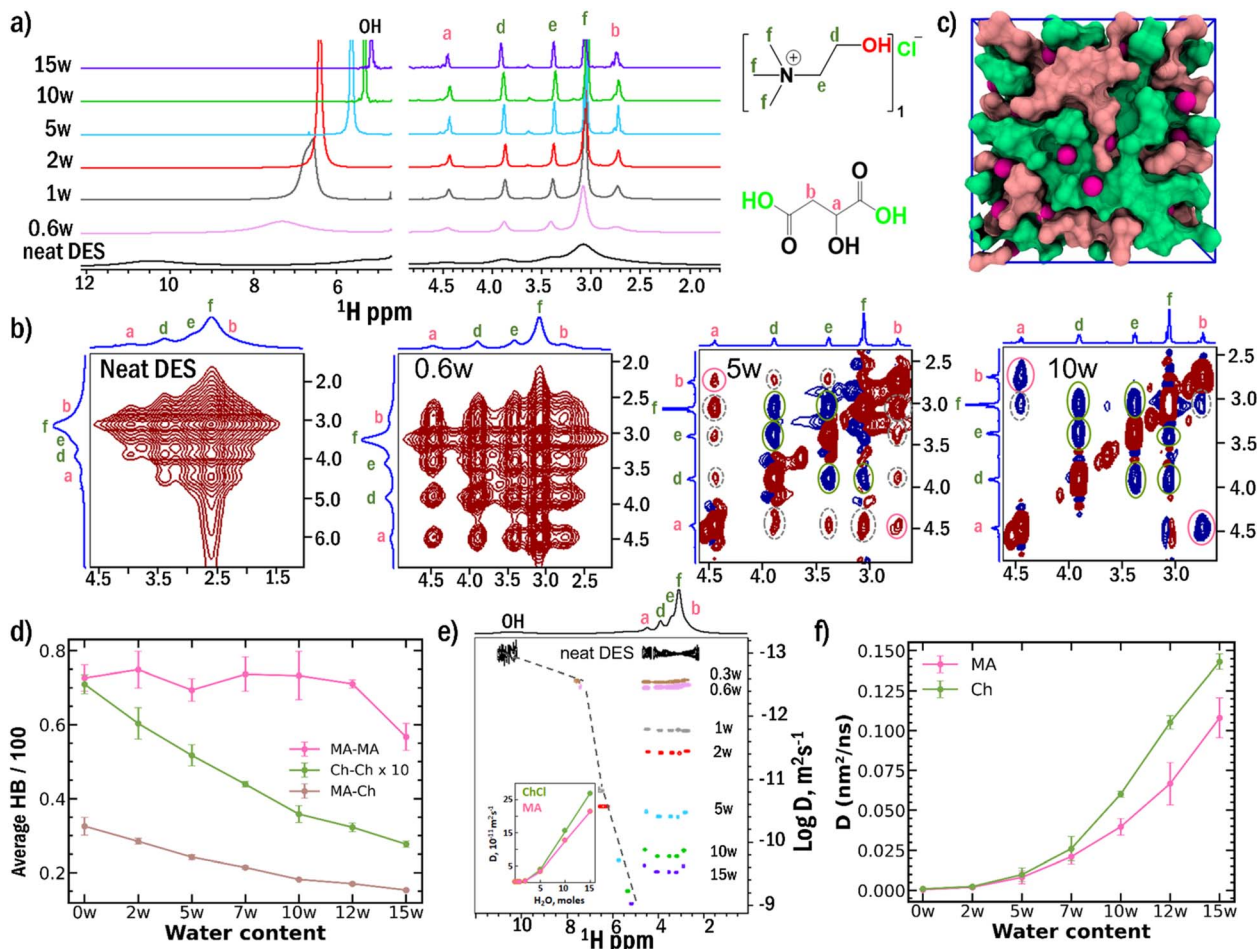 a)
OH
a d e f b
15w
10w
5w
2w
1w
0.6w
neat DES
12 10 8 6
4.5 4.0 3.5 3.0 2.5 2.0
¹H ppm
f d OH Cl⁻
f N⁺
f e 1
b O
HO a OH
O OH
c)
b)
f
a d e b
Neat DES
b
f
e
d
a
3.0
4.0
5.0
6.0
4.5 3.5 2.5 1.5
f
a d e b
0.6w
b
f
e
d
a
2.0
2.5
3.0
3.5
4.0
4.5
4.5 4.0 3.5 3.0 2.5
f
a d e b
5w
b
f
e
d
a
2.5
3.0
3.5
4.0
4.5
4.5 4.0 3.5 3.0
f
a d e b
10w
b
f
e
d
a
2.5
3.0
3.5
4.0
4.5
4.5 4.0 3.5 3.0
d)
Average HB / 100
0.8
0.6
0.4
0.2
MA-MA
Ch-Ch x 10
MA-Ch
0w 2w 5w 7w 10w 12w 15w
Water content
e)
OH
f
a d e b
neat DES
0.3w
0.6w
1w
2w
5w
10w
15w
-13
-12
-11
-10
-9
Log D, m²s⁻¹
ChCl
MA
D, 10⁻¹¹m²s⁻¹
25
15
5
5 10 15
H₂O, moles
10 8 6 4 2
¹H ppm
f)
D (nm²/ns)
0.150
0.125
0.100
0.075
0.050
0.025
0.000
MA
Ch
0w 2w 5w 7w 10w 12w 15w
Water content